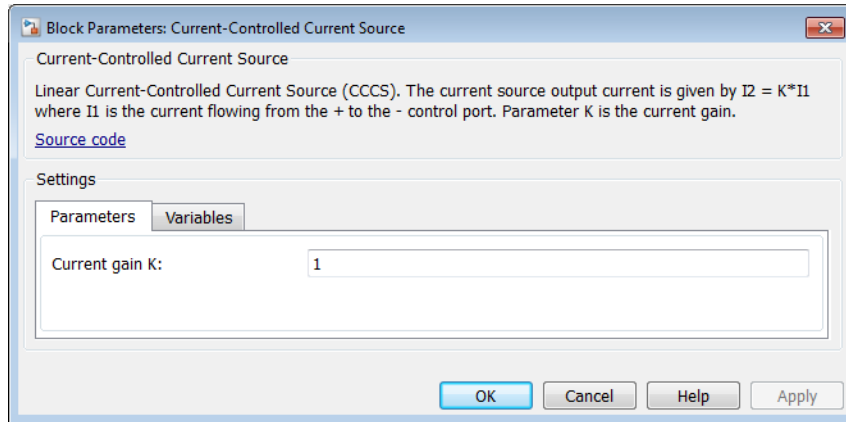 Block Parameters: Current-Controlled Current Source
Current-Controlled Current Source
Linear Current-Controlled Current Source (CCCS). The current source output current is given by I2 = K*I1
where I1 is the current flowing from the + to the - control port. Parameter K is the current gain.
Source code
Settings
Parameters Variables
Current gain K: 1
OK Cancel Help Apply